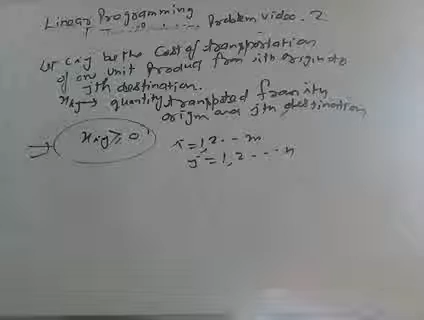 Linear Programming
Problem video. 2
Let Cij be the cost of transportation
of one unit product from ith origin to
jth destination.
xij → quantity transported from ith
origin and jth destination
→ xij ≥ 0 i = 1, 2 -- m
j = 1, 2 --- n